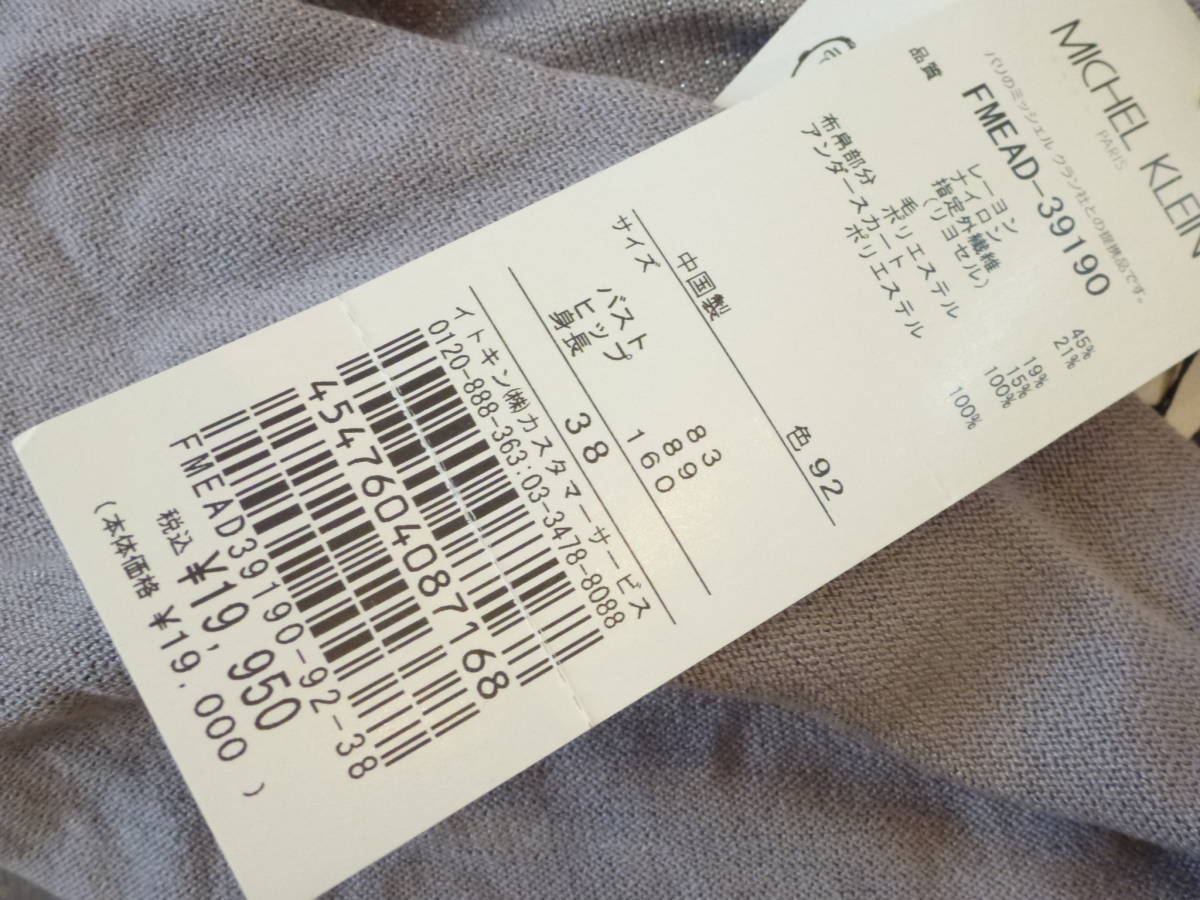 MICHEL KLEIN
PARIS
パリのミッシェル クラン社との提携品です。
FMEAD-39190
品質
レーヨン 45%
ナイロン 21%
指定外繊維
(リヨセル) 19%
毛 15%
布帛部分 ポリエステル 100%
アンダースカート
ポリエステル 100%
中国製 色92
サイズ
バスト 83
ヒップ 89
身長 160
38
イトキン㈱カスタマーサービス
0120-888-363:03-3478-8088
4547604087168
FMEAD39190-92-38
税込 ¥19,950
(本体価格 ¥19.000 )